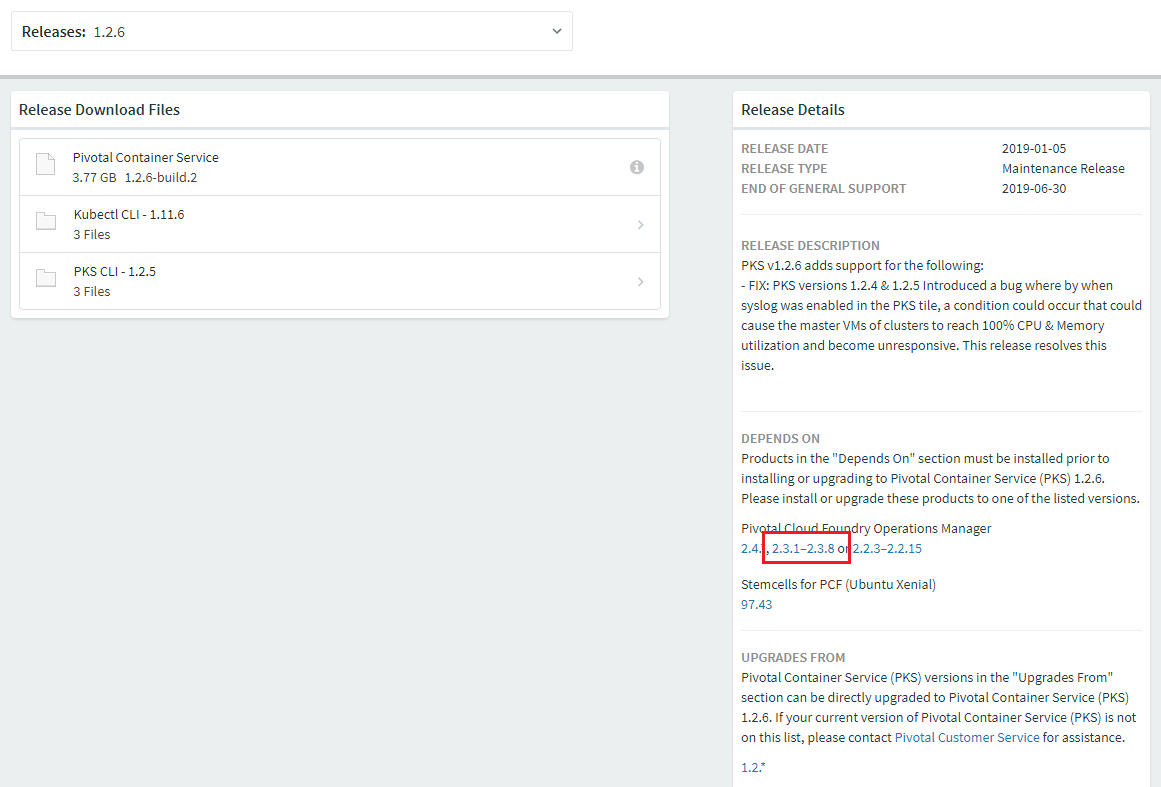 Releases: 1.2.6
Release Download Files
Pivotal Container Service
3.77 GB 1.2.6-build.2
Kubectl CLI - 1.11.6
3 Files
PKS CLI - 1.2.5
3 Files
Release Details
RELEASE DATE 2019-01-05
RELEASE TYPE Maintenance Release
END OF GENERAL SUPPORT 2019-06-30
RELEASE DESCRIPTION
PKS v1.2.6 adds support for the following:
- FIX: PKS versions 1.2.4 & 1.2.5 Introduced a bug where by when
syslog was enabled in the PKS tile, a condition could occur that could
cause the master VMs of clusters to reach 100% CPU & Memory
utilization and become unresponsive. This release resolves this
issue.
DEPENDS ON
Products in the "Depends On" section must be installed prior to
installing or upgrading to Pivotal Container Service (PKS) 1.2.6.
Please install or upgrade these products to one of the listed versions.
Pivotal Cloud Foundry Operations Manager
, 2.3.1–2.3.8 or 2.2.3–2.2.15
Stemcells for PCF (Ubuntu Xenial)
97.43
UPGRADES FROM
Pivotal Container Service (PKS) versions in the "Upgrades From"
section can be directly upgraded to Pivotal Container Service (PKS)
1.2.6. If your current version of Pivotal Container Service (PKS) is not
on this list, please contact Pivotal Customer Service for assistance.
1.2.*